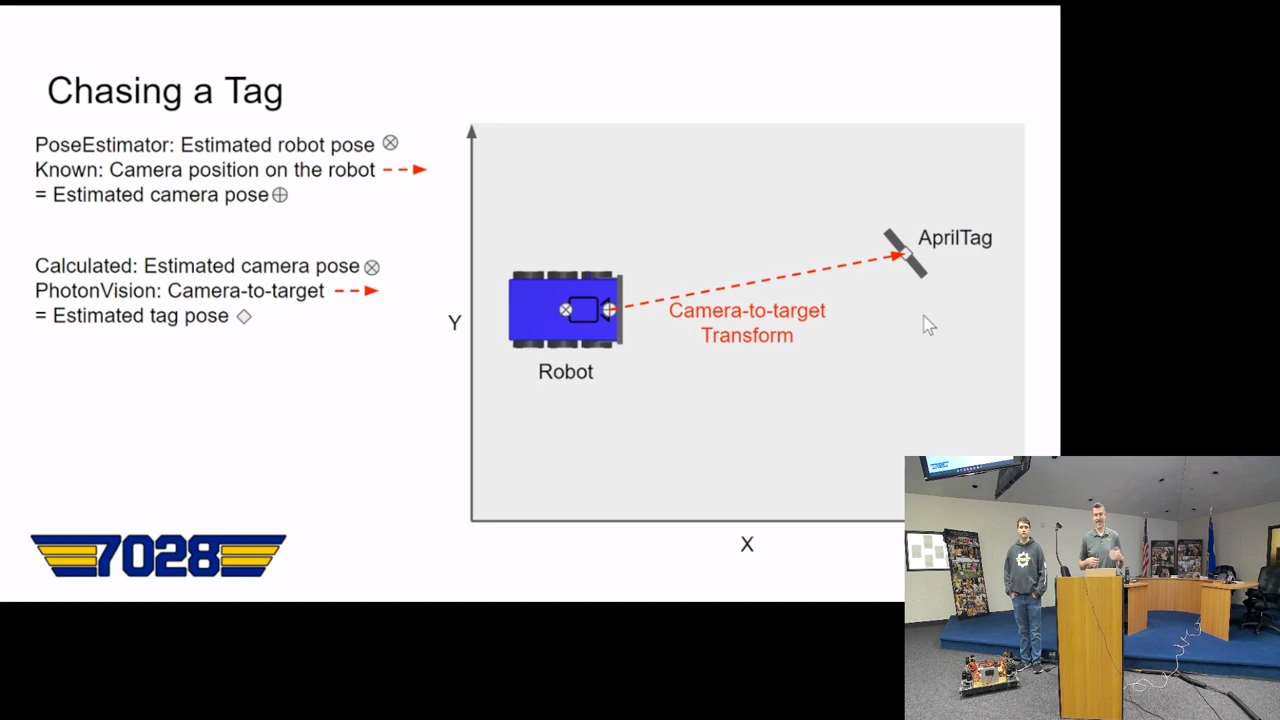 Chasing a Tag
PoseEstimator: Estimated robot pose ⊗
Known: Camera position on the robot
= Estimated camera pose ⊕
Calculated: Estimated camera pose ⊗
PhotonVision: Camera-to-target
= Estimated tag pose ◇
AprilTag
Camera-to-target
Transform
Y
Robot
X
7028